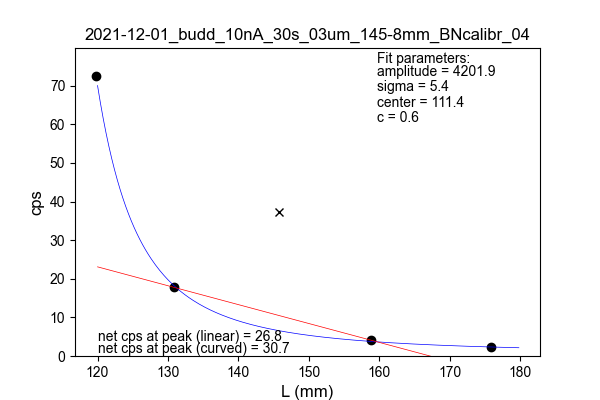 2021-12-01_budd_10nA_30s_03um_145-8mm_BNcalibr_04
Fit parameters:
amplitude = 4201.9
sigma = 5.4
center = 111.4
c = 0.6
70
60
50
40
30
20
10
0
cps
net cps at peak (linear) = 26.8
net cps at peak (curved) = 30.7
120 130 140 150 160 170 180
L (mm)